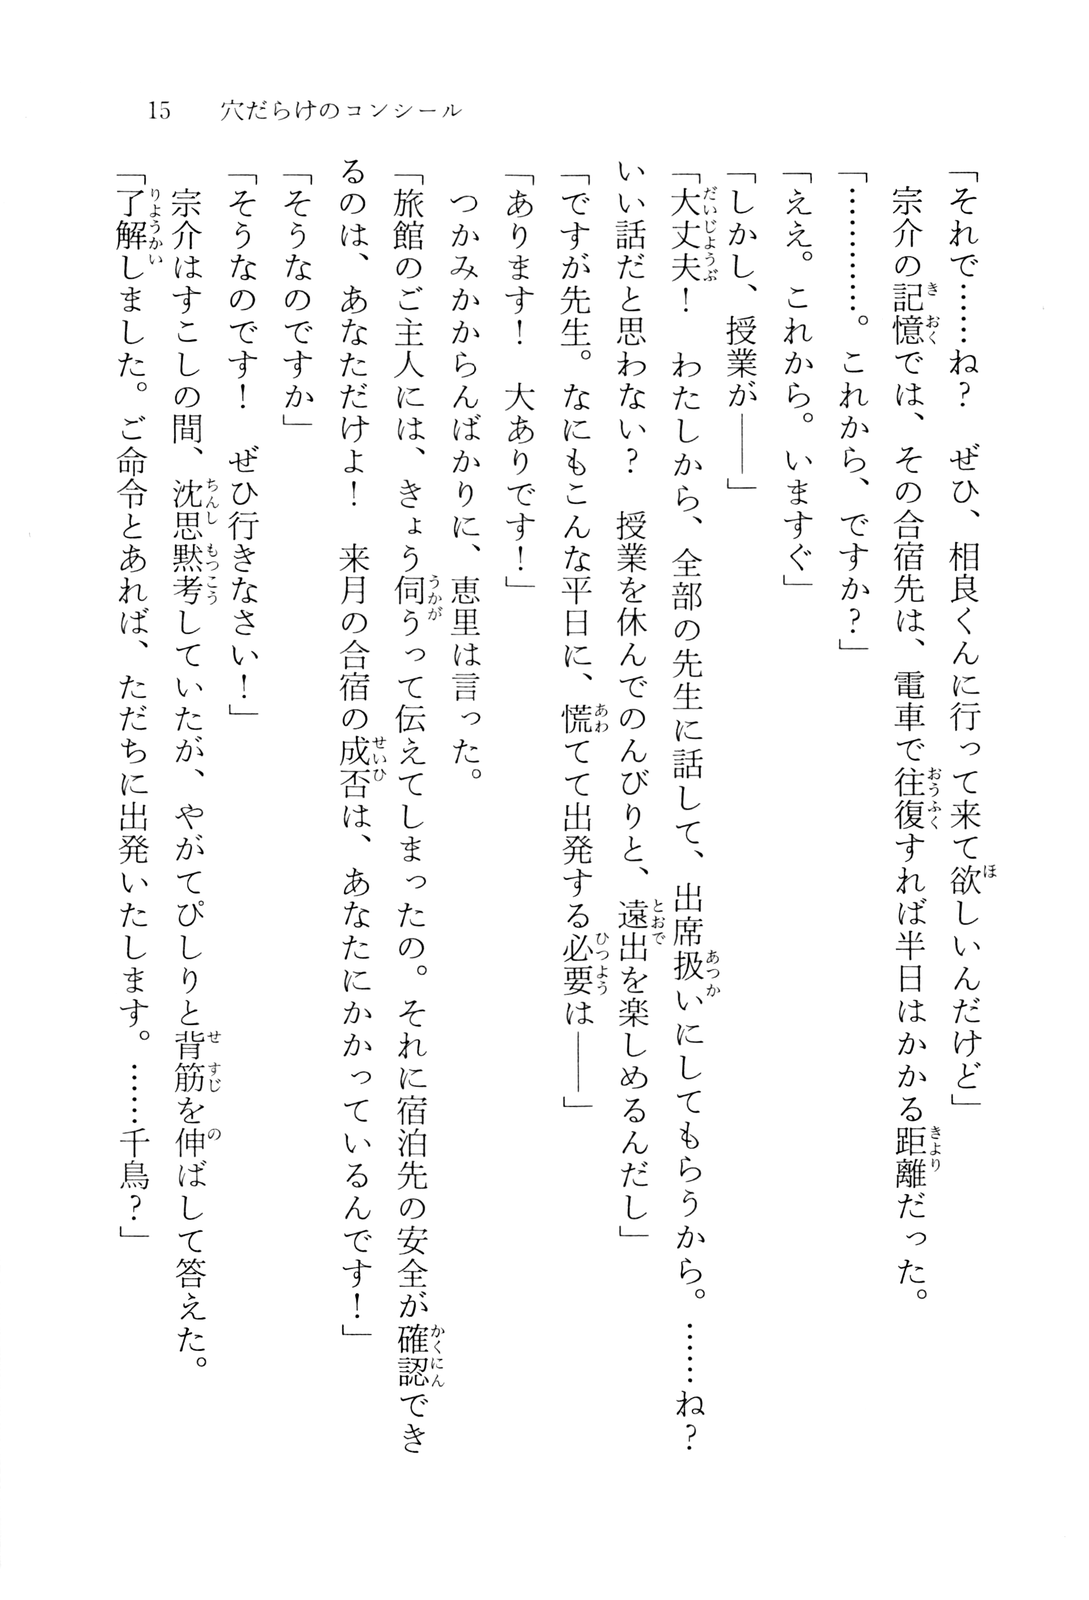 15　穴だらけのコンシール
「それで……ね？　ぜひ、相良くんに行って来て欲しいんだけど」
　宗介の記憶では、その合宿先は、電車で往復すれば半日はかかる距離だった。
「…………。これから、ですか？」
「ええ。これから。いますぐ」
「しかし、授業が――」
「大丈夫！　わたしから、全部の先生に話して、出席扱いにしてもらうから。……ね？
いい話だと思わない？　授業を休んでのんびりと、遠出を楽しめるんだし」
「ですが先生。なにもこんな平日に、慌てて出発する必要は――」
「あります！　大ありです！」
　つかみかからんばかりに、恵里は言った。
「旅館のご主人には、きょう伺うって伝えてしまったの。それに宿泊先の安全が確認でき
るのは、あなただけよ！　来月の合宿の成否は、あなたにかかっているんです！」
「そうなのですか」
「そうなのです！　ぜひ行きなさい！」
　宗介はすこしの間、沈思黙考していたが、やがてぴしりと背筋を伸ばして答えた。
「了解しました。ご命令とあれば、ただちに出発いたします。……千鳥？」